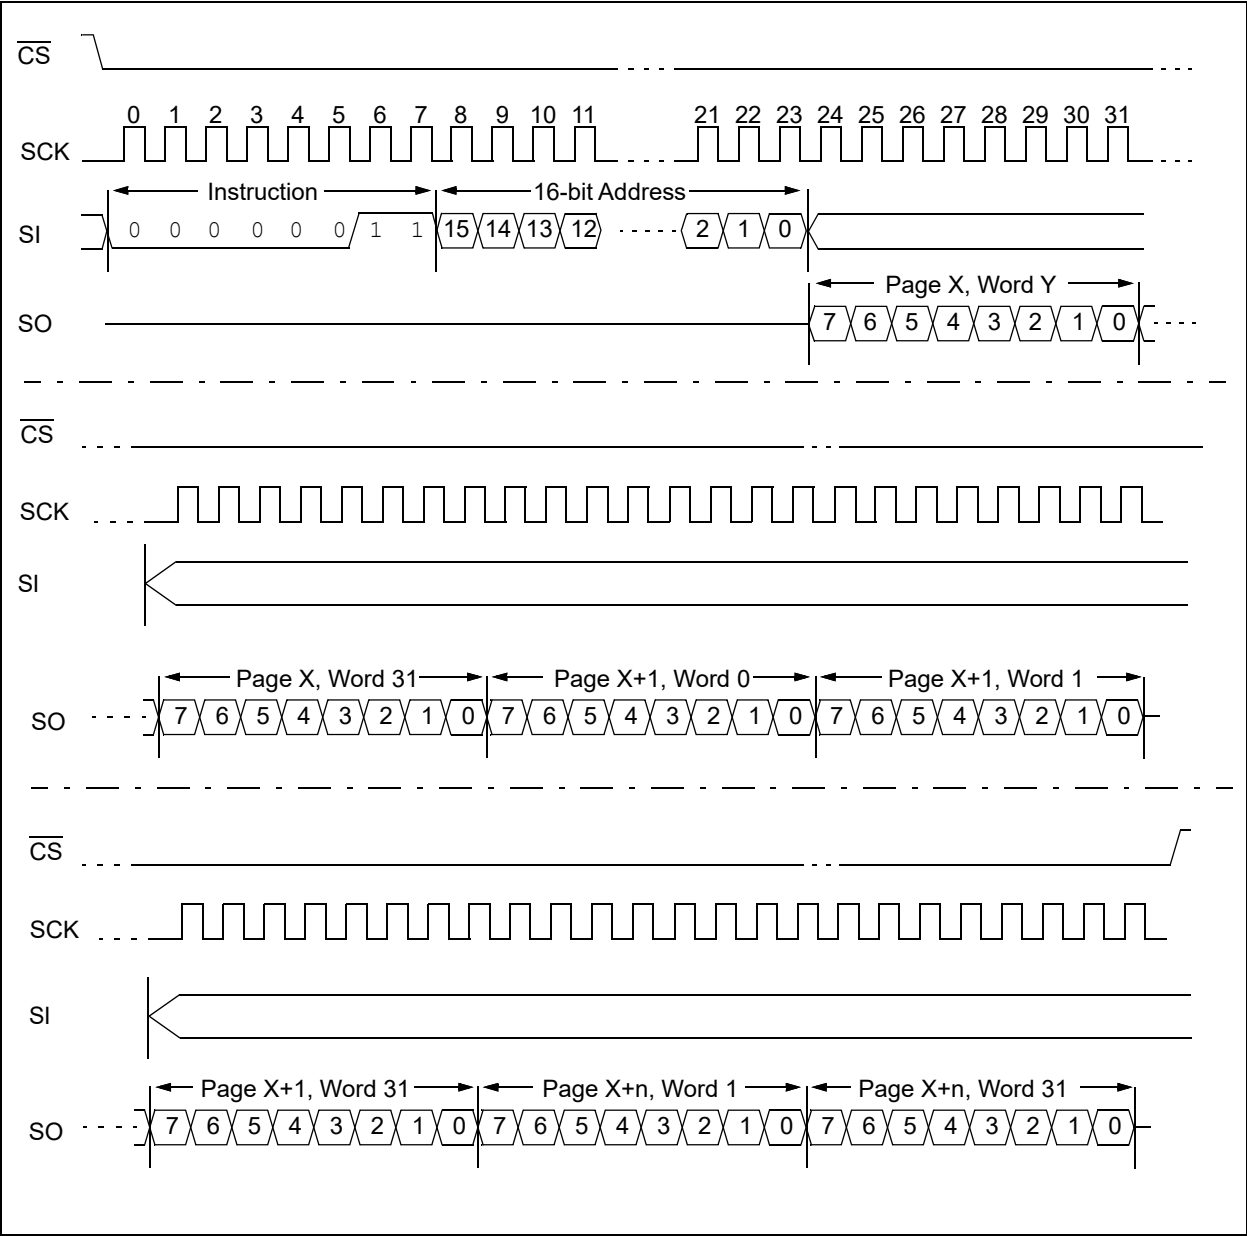 CS
0 1 2 3 4 5 6 7 8 9 10 11 21 22 23 24 25 26 27 28 29 30 31
SCK
Instruction 16-bit Address
SI 0 0 0 0 0 0 1 1 15 14 13 12 2 1 0
Page X, Word Y
SO 7 6 5 4 3 2 1 0
CS
SCK
SI
Page X, Word 31 Page X+1, Word 0 Page X+1, Word 1
SO 7 6 5 4 3 2 1 0 7 6 5 4 3 2 1 0 7 6 5 4 3 2 1 0
CS
SCK
SI
Page X+1, Word 31 Page X+n, Word 1 Page X+n, Word 31
SO 7 6 5 4 3 2 1 0 7 6 5 4 3 2 1 0 7 6 5 4 3 2 1 0